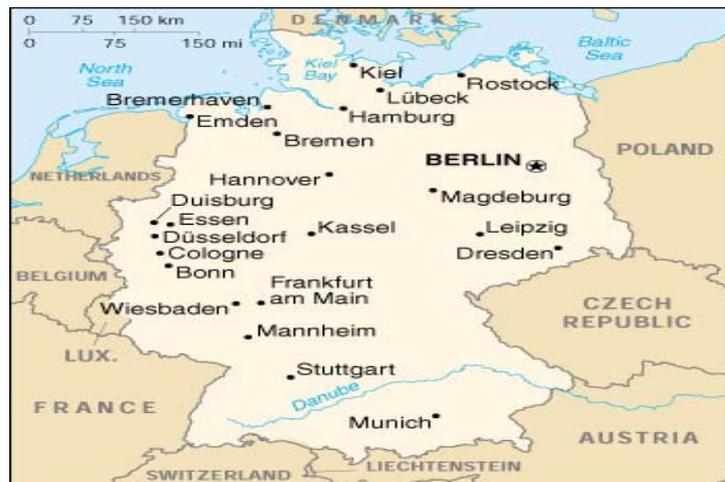 0 75 150 km
0 75 150 mi
DENMARK
North
Sea
Kiel
Bay
Baltic
Sea
Kiel
Rostock
Lübeck
Bremerhaven
Hamburg
Emden
Bremen
BERLIN
POLAND
NETHERLANDS
Hannover
Magdeburg
Duisburg
Essen
Kassel
Leipzig
Düsseldorf
Dresden
Cologne
BELGIUM
Bonn
Frankfurt
am Main
Wiesbaden
CZECH
REPUBLIC
Mannheim
LUX.
Stuttgart
Danube
FRANCE
Munich
AUSTRIA
LIECHTENSTEIN
SWITZERLAND